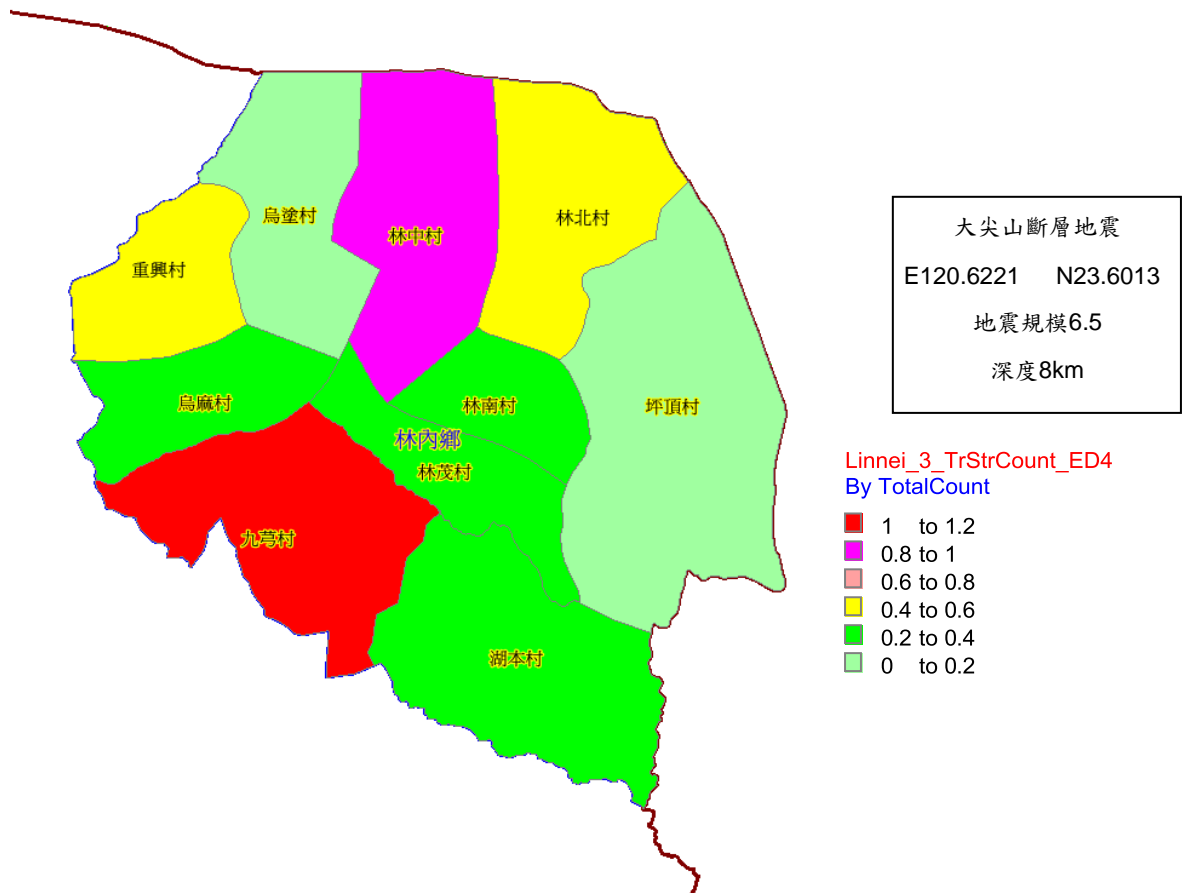 烏塗村
林北村
林中村
重興村
烏麻村
林南村
坪頂村
林內鄉
林茂村
九芎村
湖本村
大尖山斷層地震
E120.6221 N23.6013
地震規模6.5
深度8km
Linnei_3_TrStrCount_ED4
By TotalCount
1 to 1.2
0.8 to 1
0.6 to 0.8
0.4 to 0.6
0.2 to 0.4
0 to 0.2